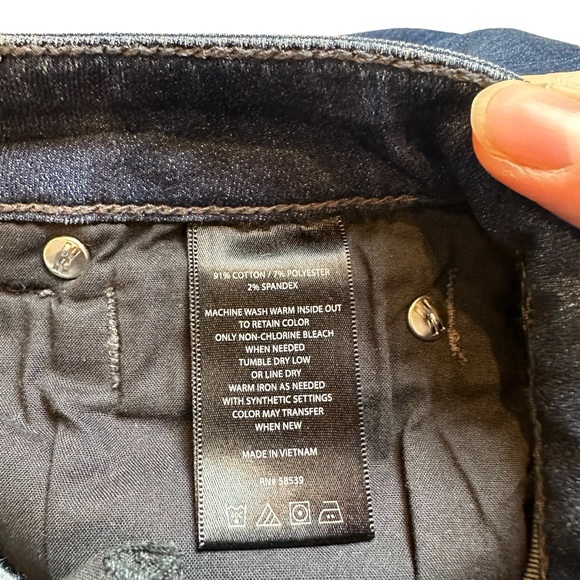 91% COTTON / 7% POLYESTER
2% SPANDEX
MACHINE WASH WARM INSIDE OUT
TO RETAIN COLOR
ONLY NON-CHLORINE BLEACH
WHEN NEEDED
TUMBLE DRY LOW
OR LINE DRY
WARM IRON AS NEEDED
WITH SYNTHETIC SETTINGS
COLOR MAY TRANSFER
WHEN NEW
MADE IN VIETNAM
RN# 58539